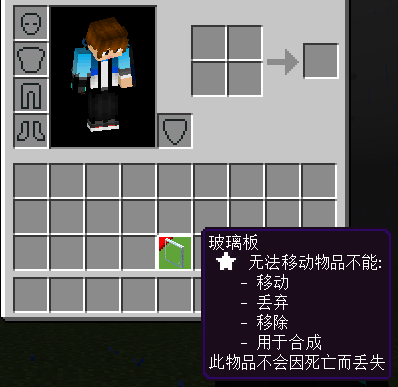 玻璃板
无法移动物品不能:
- 移动
- 丢弃
- 移除
- 用于合成
此物品不会因死亡而丢失